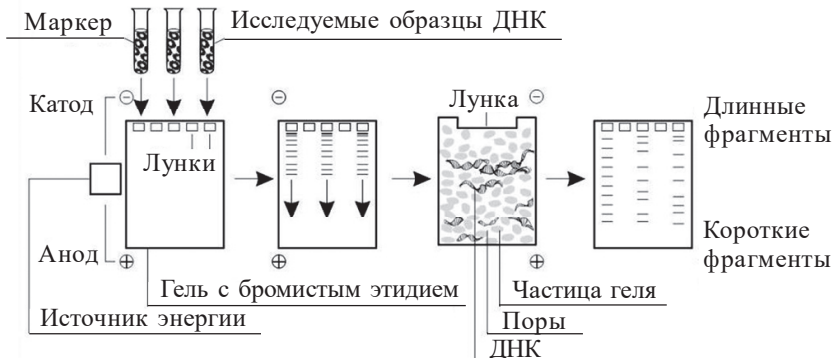 Маркер
Исследуемые образцы ДНК
Катод
Лунка
Длинные
фрагменты
Лунки
Анод
Короткие
фрагменты
Гель с бромистым этидием
Частица геля
Источник энергии
Поры
ДНК